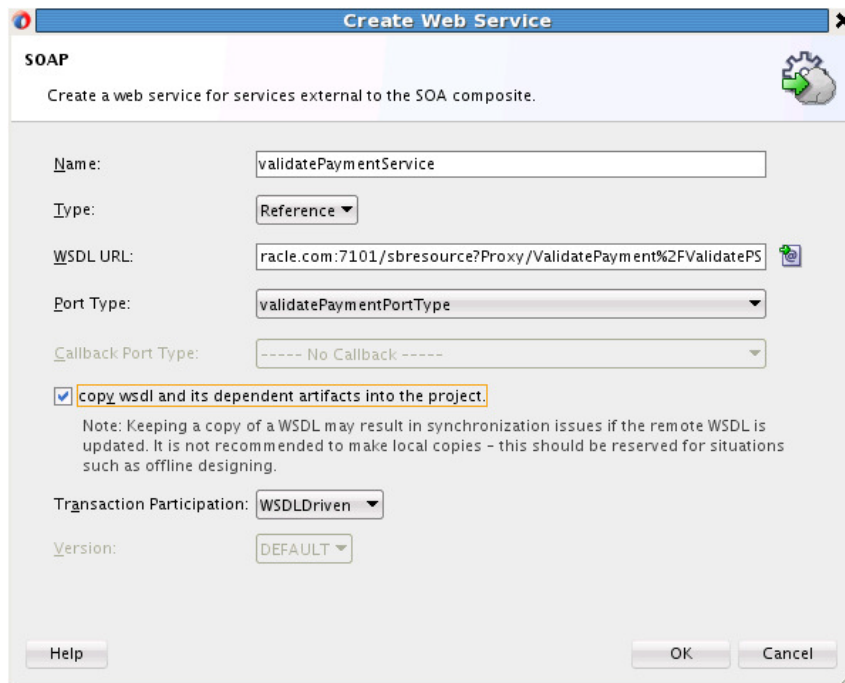 Create Web Service
SOAP
Create a web service for services external to the SOA composite.
Name: validatePaymentService
Type: Reference
WSDL URL: racle.com:7101/sbresource?Proxy/ValidatePayment%2FValidatePS
Port Type: validatePaymentPortType
Callback Port Type: ----- No Callback -----
copy wsdl and its dependent artifacts into the project.
Note: Keeping a copy of a WSDL may result in synchronization issues if the remote WSDL is
updated. It is not recommended to make local copies – this should be reserved for situations
such as offline designing.
Transaction Participation: WSDLDriven
Version: DEFAULT
Help OK Cancel